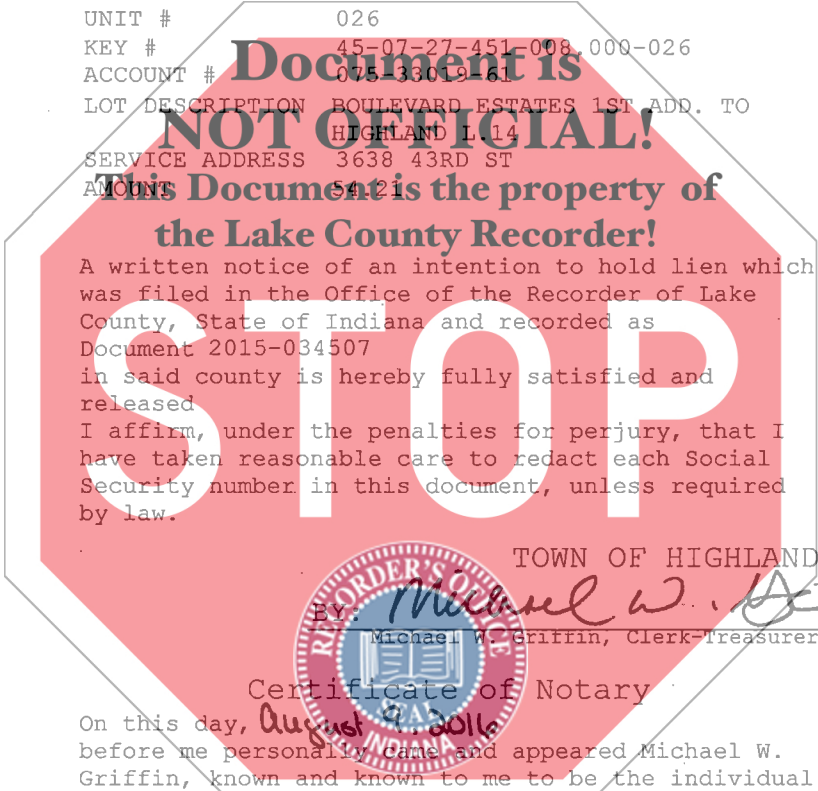 UNIT # 026
KEY # 45-07-27-451-008.000-026
Document is
ACCOUNT # 075-33019-61
LOT DESCRIPTION BOULEVARD ESTATES 1ST ADD. TO
NOT OFFICIAL!
HIGHLAND L.14
SERVICE ADDRESS 3638 43RD ST
AMOUNT 54.21
This Document is the property of
the Lake County Recorder!
A written notice of an intention to hold lien which
was filed in the Office of the Recorder of Lake
County, State of Indiana and recorded as
Document 2015-034507
in said county is hereby fully satisfied and
released
I affirm, under the penalties for perjury, that I
have taken reasonable care to redact each Social
Security number in this document, unless required
by law.
STOP
TOWN OF HIGHLAND
BY: Michael W.
Michael W. Griffin, Clerk-Treasurer
RECORDER'S OFFICE
SEAL
INDIANA
Certificate of Notary
On this day, August 9, 2016
before me personally came and appeared Michael W.
Griffin, known and known to me to be the individual